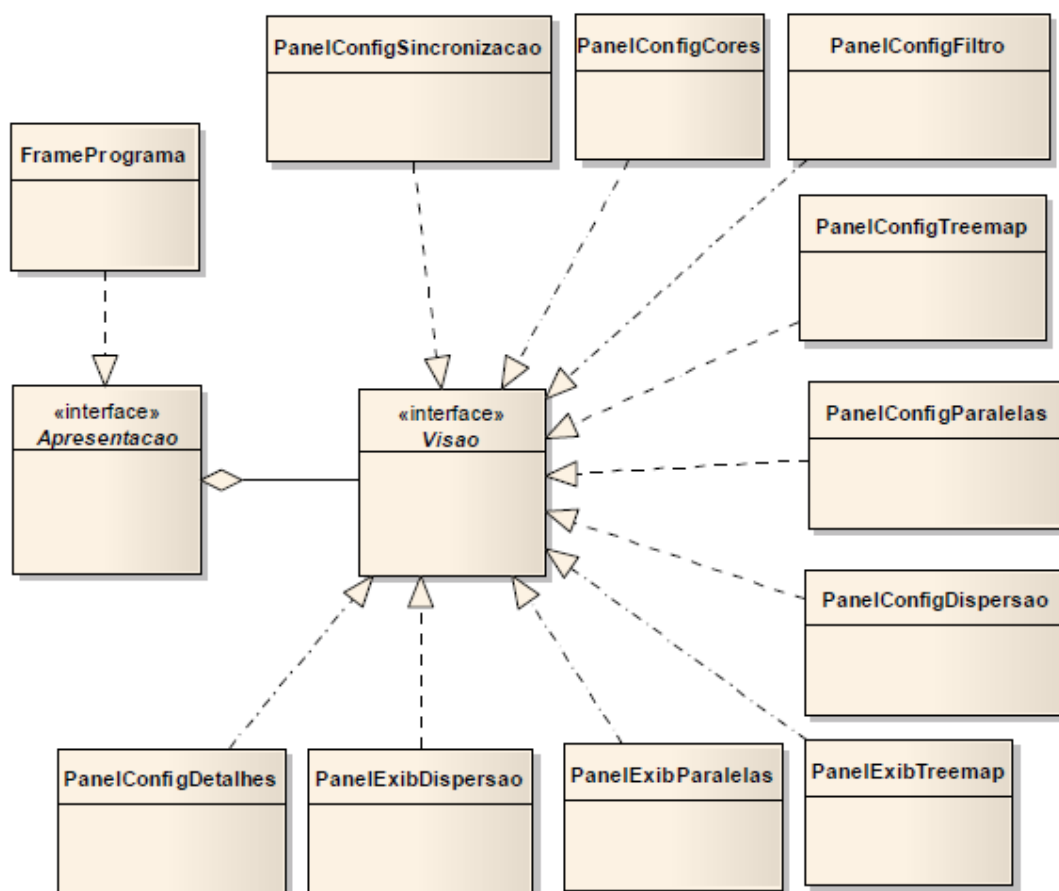 PanelConfigSincronizacao
PanelConfigCores
PanelConfigFiltro
FramePrograma
PanelConfigTreemap
«interface»
Apresentacao
«interface»
Visao
PanelConfigParalelas
PanelConfigDispersao
PanelConfigDetalhes
PanelExibDispersao
PanelExibParalelas
PanelExibTreemap